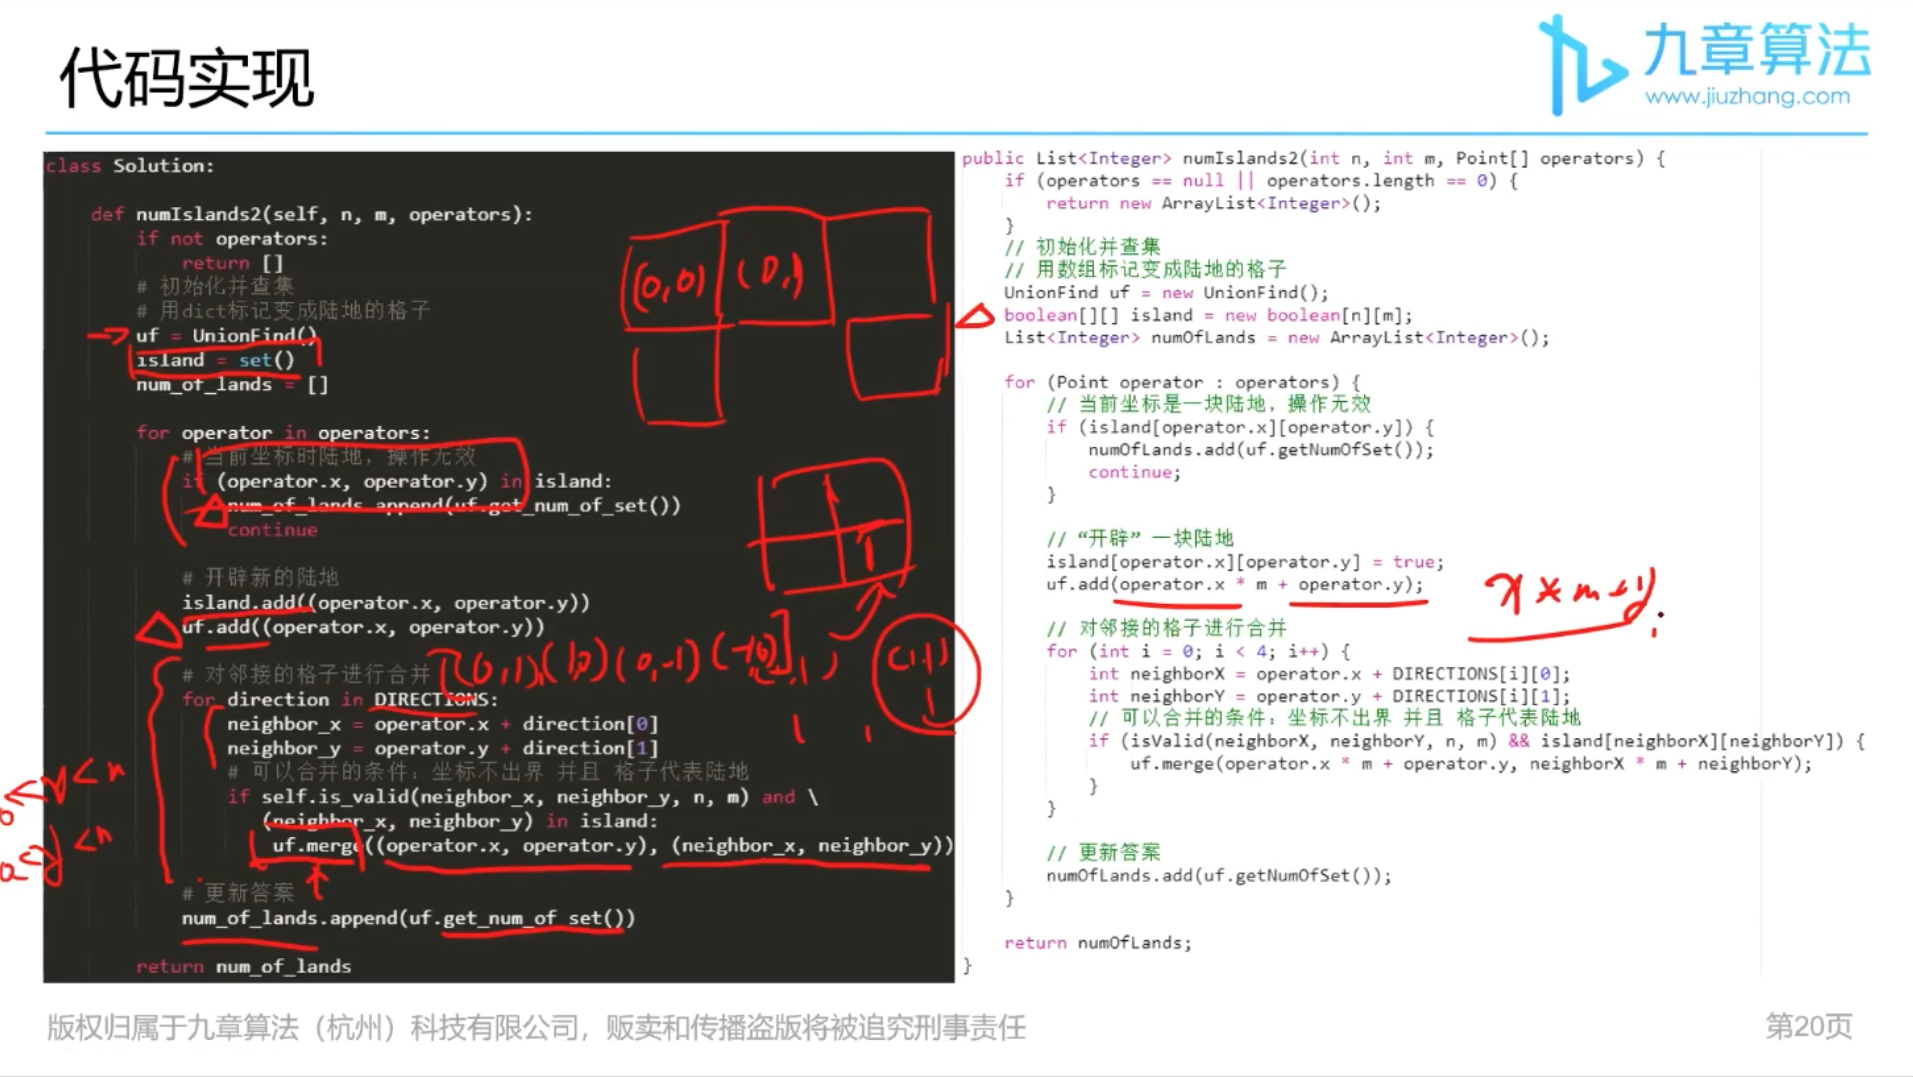 代码实现
九章算法
www.jiuzhang.com
class Solution:
def numIslands2(self, n, m, operators):
if not operators:
return []
# 初始化并查集
# 用dict标记变成陆地的格子
uf = UnionFind()
island = set()
num_of_lands = []
for operator in operators:
# 当前坐标时陆地，操作无效
if (operator.x, operator.y) in island:
num_of_lands.append(uf.get_num_of_set())
continue
# 开辟新的陆地
island.add((operator.x, operator.y))
uf.add((operator.x, operator.y))
# 对邻接的格子进行合并
for direction in DIRECTIONS:
neighbor_x = operator.x + direction[0]
neighbor_y = operator.y + direction[1]
# 可以合并的条件：坐标不出界 并且 格子代表陆地
if self.is_valid(neighbor_x, neighbor_y, n, m) and \
(neighbor_x, neighbor_y) in island:
uf.merge((operator.x, operator.y), (neighbor_x, neighbor_y))
# 更新答案
num_of_lands.append(uf.get_num_of_set())
return num_of_lands
(0,0)
(0,1)
[(0,1),(1,0)(0,-1)(-1,0)]
(1,1)
public List<Integer> numIslands2(int n, int m, Point[] operators) {
if (operators == null || operators.length == 0) {
return new ArrayList<Integer>();
}
// 初始化并查集
// 用数组标记变成陆地的格子
UnionFind uf = new UnionFind();
boolean[][] island = new boolean[n][m];
List<Integer> numOfLands = new ArrayList<Integer>();
for (Point operator : operators) {
// 当前坐标是一块陆地，操作无效
if (island[operator.x][operator.y]) {
numOfLands.add(uf.getNumOfSet());
continue;
}
// “开辟” 一块陆地
island[operator.x][operator.y] = true;
uf.add(operator.x * m + operator.y);
x * m + y
// 对邻接的格子进行合并
for (int i = 0; i < 4; i++) {
int neighborX = operator.x + DIRECTIONS[i][0];
int neighborY = operator.y + DIRECTIONS[i][1];
// 可以合并的条件：坐标不出界 并且 格子代表陆地
if (isValid(neighborX, neighborY, n, m) && island[neighborX][neighborY]) {
uf.merge(operator.x * m + operator.y, neighborX * m + neighborY);
}
}
// 更新答案
numOfLands.add(uf.getNumOfSet());
}
return numOfLands;
}
版权归属于九章算法（杭州）科技有限公司，贩卖和传播盗版将被追究刑事责任
第20页